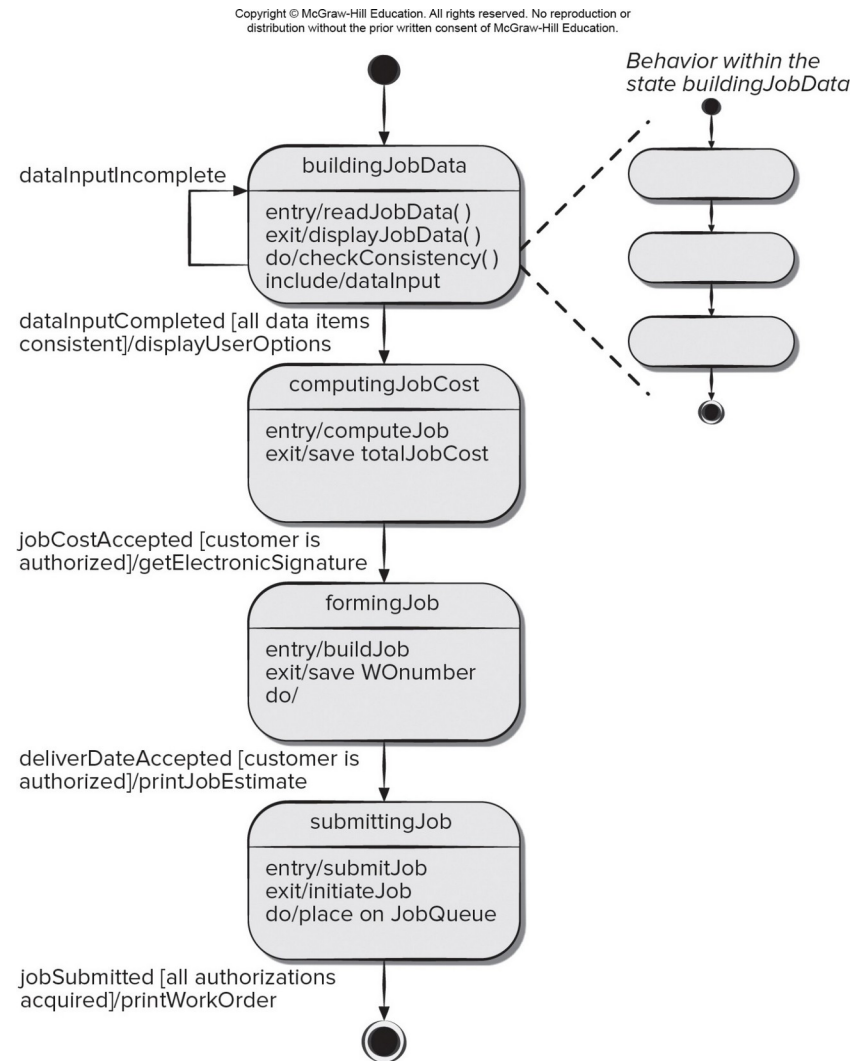 Copyright © McGraw-Hill Education. All rights reserved. No reproduction or
distribution without the prior written consent of McGraw-Hill Education.
Behavior within the
state buildingJobData
dataInputIncomplete
buildingJobData
entry/readJobData( )
exit/displayJobData( )
do/checkConsistency( )
include/dataInput
dataInputCompleted [all data items
consistent]/displayUserOptions
computingJobCost
entry/computeJob
exit/save totalJobCost
jobCostAccepted [customer is
authorized]/getElectronicSignature
formingJob
entry/buildJob
exit/save WOnumber
do/
deliverDateAccepted [customer is
authorized]/printJobEstimate
submittingJob
entry/submitJob
exit/initiateJob
do/place on JobQueue
jobSubmitted [all authorizations
acquired]/printWorkOrder